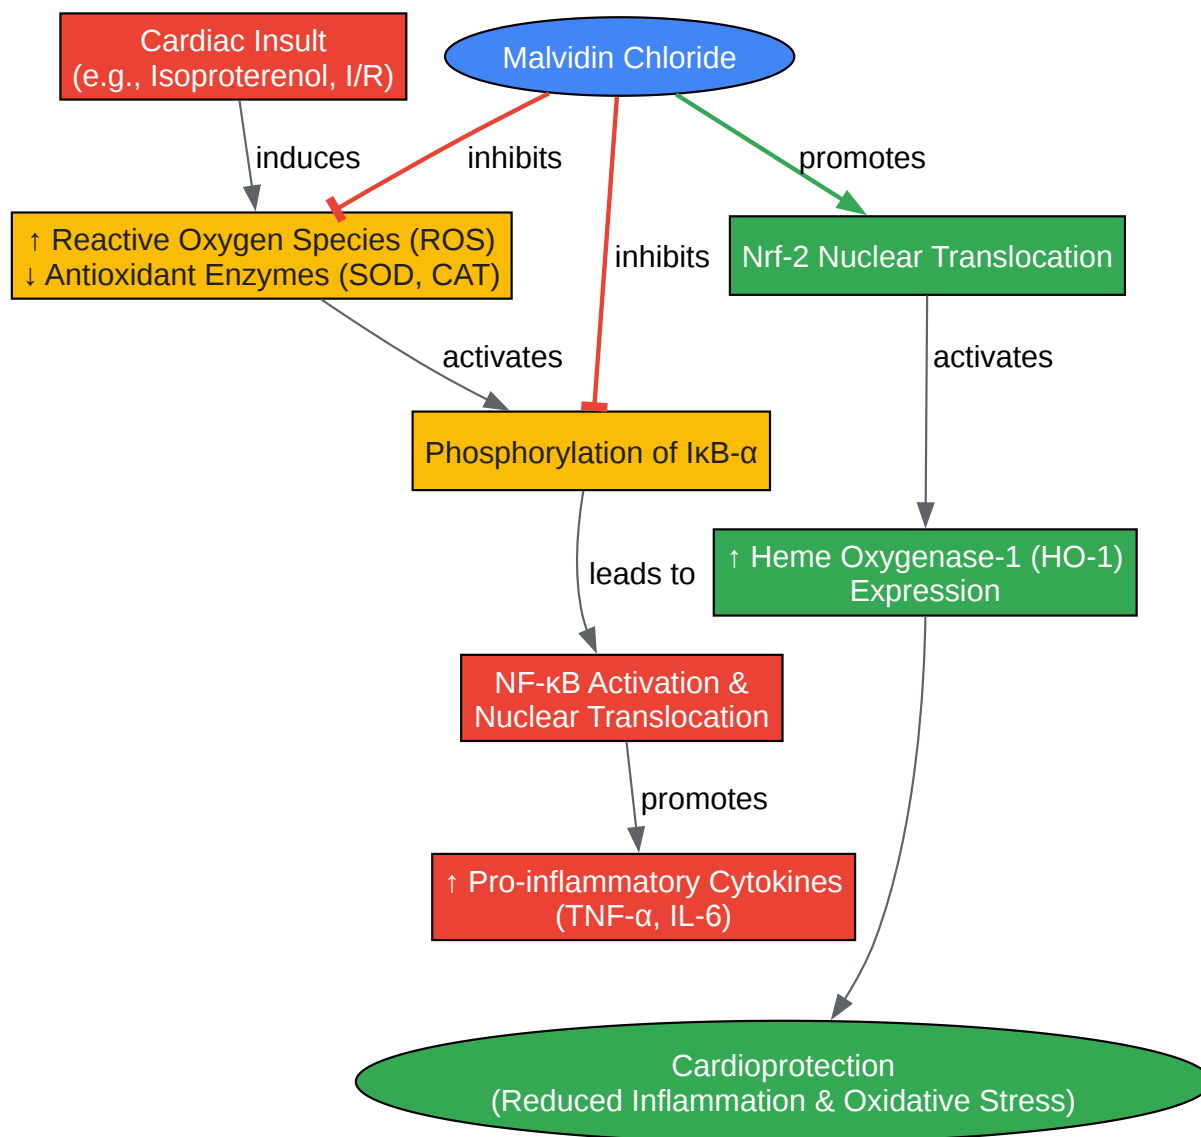 Cardiac Insult
(e.g., Isoproterenol, I/R)
Malvidin Chloride
induces
inhibits
promotes
↑ Reactive Oxygen Species (ROS)
↓ Antioxidant Enzymes (SOD, CAT)
inhibits
Nrf-2 Nuclear Translocation
activates
activates
Phosphorylation of IκB-α
leads to
↑ Heme Oxygenase-1 (HO-1)
Expression
NF-κB Activation &
Nuclear Translocation
promotes
↑ Pro-inflammatory Cytokines
(TNF-α, IL-6)
Cardioprotection
(Reduced Inflammation & Oxidative Stress)